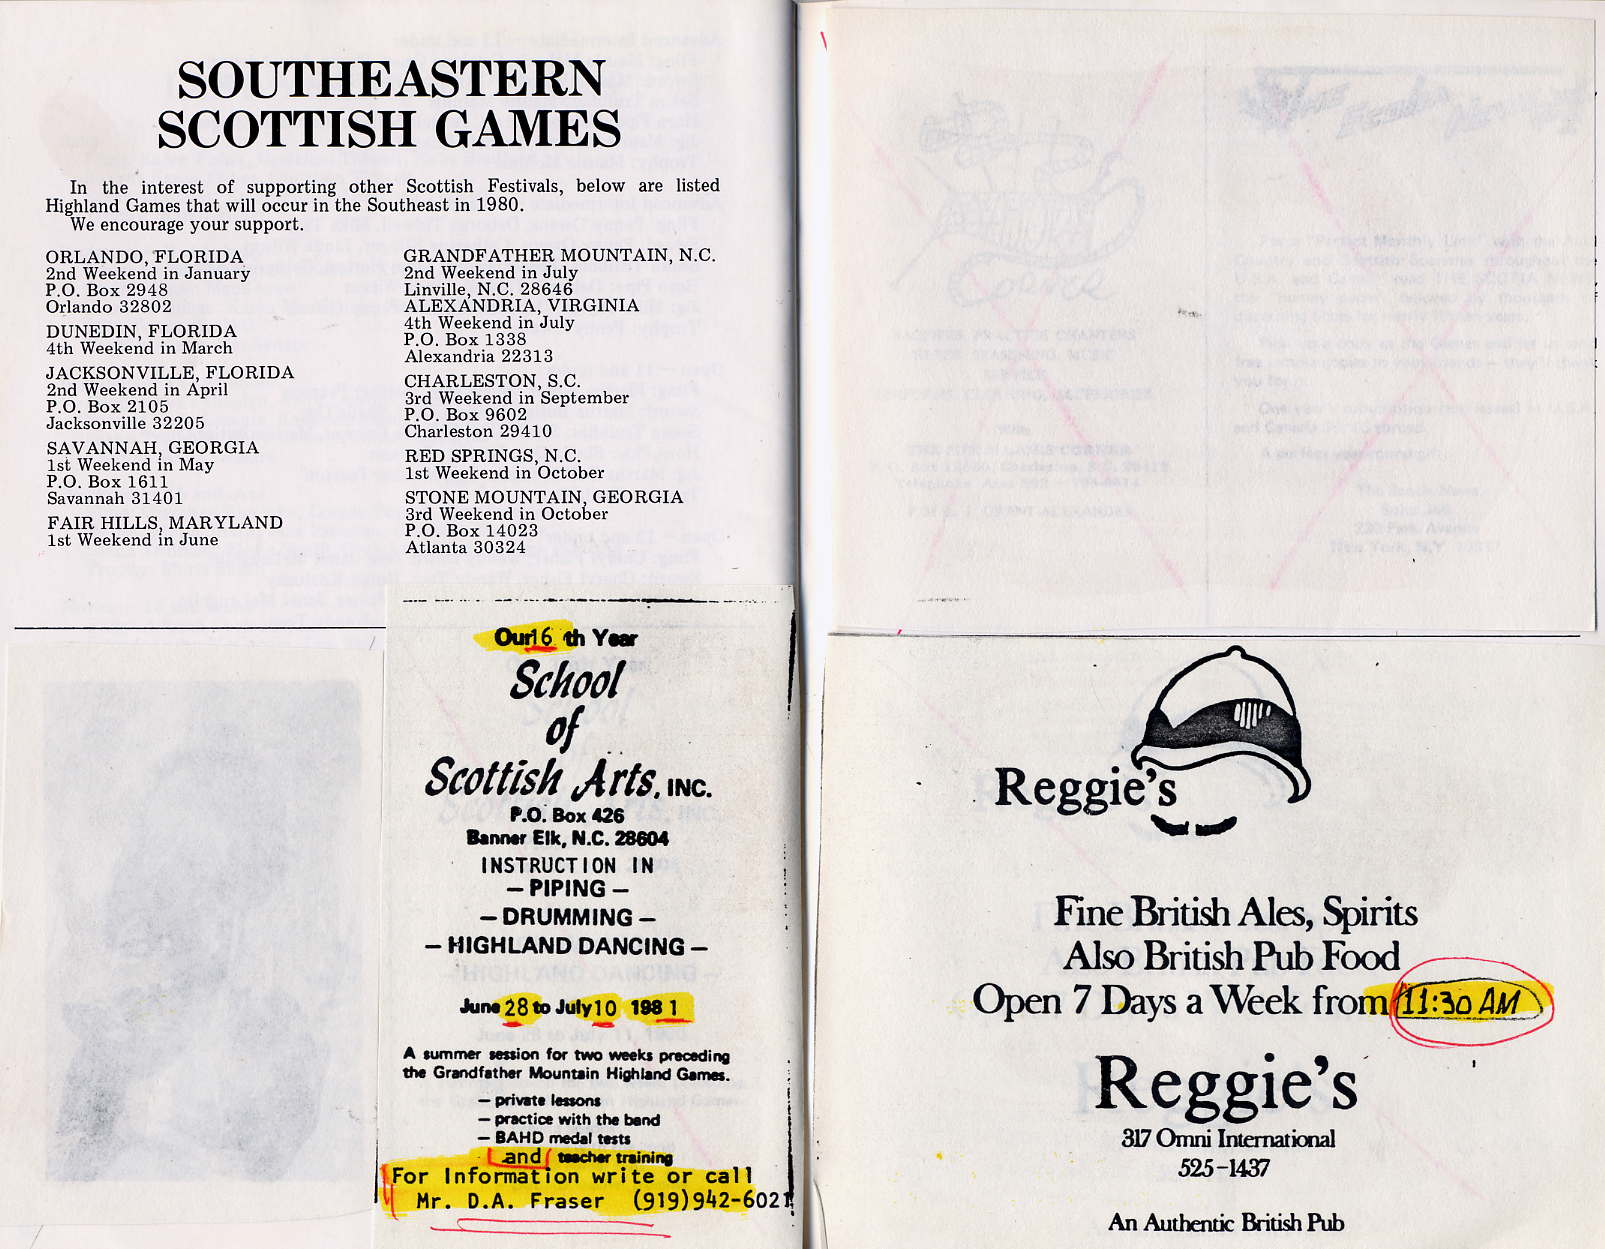 SOUTHEASTERN
SCOTTISH GAMES
In the interest of supporting other Scottish Festivals, below are listed
Highland Games that will occur in the Southeast in 1980.
We encourage your support.
ORLANDO, FLORIDA
2nd Weekend in January
P.O. Box 2948
Orlando 32802
DUNEDIN, FLORIDA
4th Weekend in March
JACKSONVILLE, FLORIDA
2nd Weekend in April
P.O. Box 2105
Jacksonville 32205
SAVANNAH, GEORGIA
1st Weekend in May
P.O. Box 1611
Savannah 31401
FAIR HILLS, MARYLAND
1st Weekend in June
GRANDFATHER MOUNTAIN, N.C.
2nd Weekend in July
Linville, N.C. 28646
ALEXANDRIA, VIRGINIA
4th Weekend in July
P.O. Box 1338
Alexandria 22313
CHARLESTON, S.C.
3rd Weekend in September
P.O. Box 9602
Charleston 29410
RED SPRINGS, N.C.
1st Weekend in October
STONE MOUNTAIN, GEORGIA
3rd Weekend in October
P.O. Box 14023
Atlanta 30324
Our 16 th Year
School
of
Scottish Arts, INC.
P.O. Box 426
Banner Elk, N.C. 28604
INSTRUCTION IN
— PIPING —
— DRUMMING —
— HIGHLAND DANCING —
June 28 to July 10 1981
A summer session for two weeks preceding
the Grandfather Mountain Highland Games.
— private lessons
— practice with the band
— BAHD medal tests
and teacher training
For Information write or call
Mr. D.A. Fraser (919)942-6021
Reggie's
Fine British Ales, Spirits
Also British Pub Food
Open 7 Days a Week from 11:30 AM
Reggie's
317 Omni International
525-1437
An Authentic British Pub